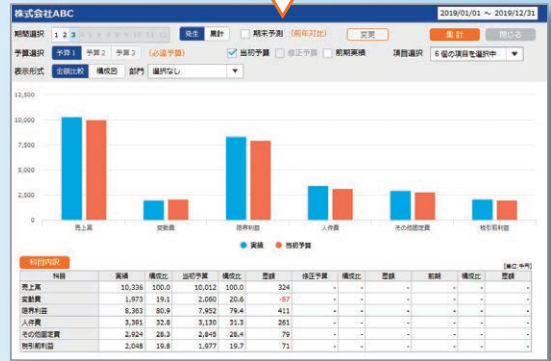 株式会社ABC 2019/01/01 ～ 2019/12/31
期間選択 1 2 3 4 5 6 7 8 9 10 11 12 発生 累計 期末予測 (前年対比) 変更 集計 閉じる
予算選択 予算1 予算2 予算3 (必達予算) 当初予算 修正予算 前期実績 項目選択 6 個の項目を選択中 ▼
表示形式 金額比較 構成図 部門 選択なし ▼
12,500
10,000
7,500
5,000
2,500
0
売上高 変動費 限界利益 人件費 その他固定費 税引前利益
● 実績 ● 当初予算
科目内訳 [単位:千円]
科目 実績 構成比 当初予算 構成比 差額 修正予算 構成比 差額 前期 構成比 差額
売上高 10,336 100.0 10,012 100.0 324 - - - - - -
変動費 1,973 19.1 2,060 20.6 -87 - - - - - -
限界利益 8,363 80.9 7,952 79.4 411 - - - - - -
人件費 3,391 32.8 3,130 31.3 261 - - - - - -
その他固定費 2,924 28.3 2,845 28.4 79 - - - - - -
税引前利益 2,048 19.8 1,977 19.7 71 - - - - - -